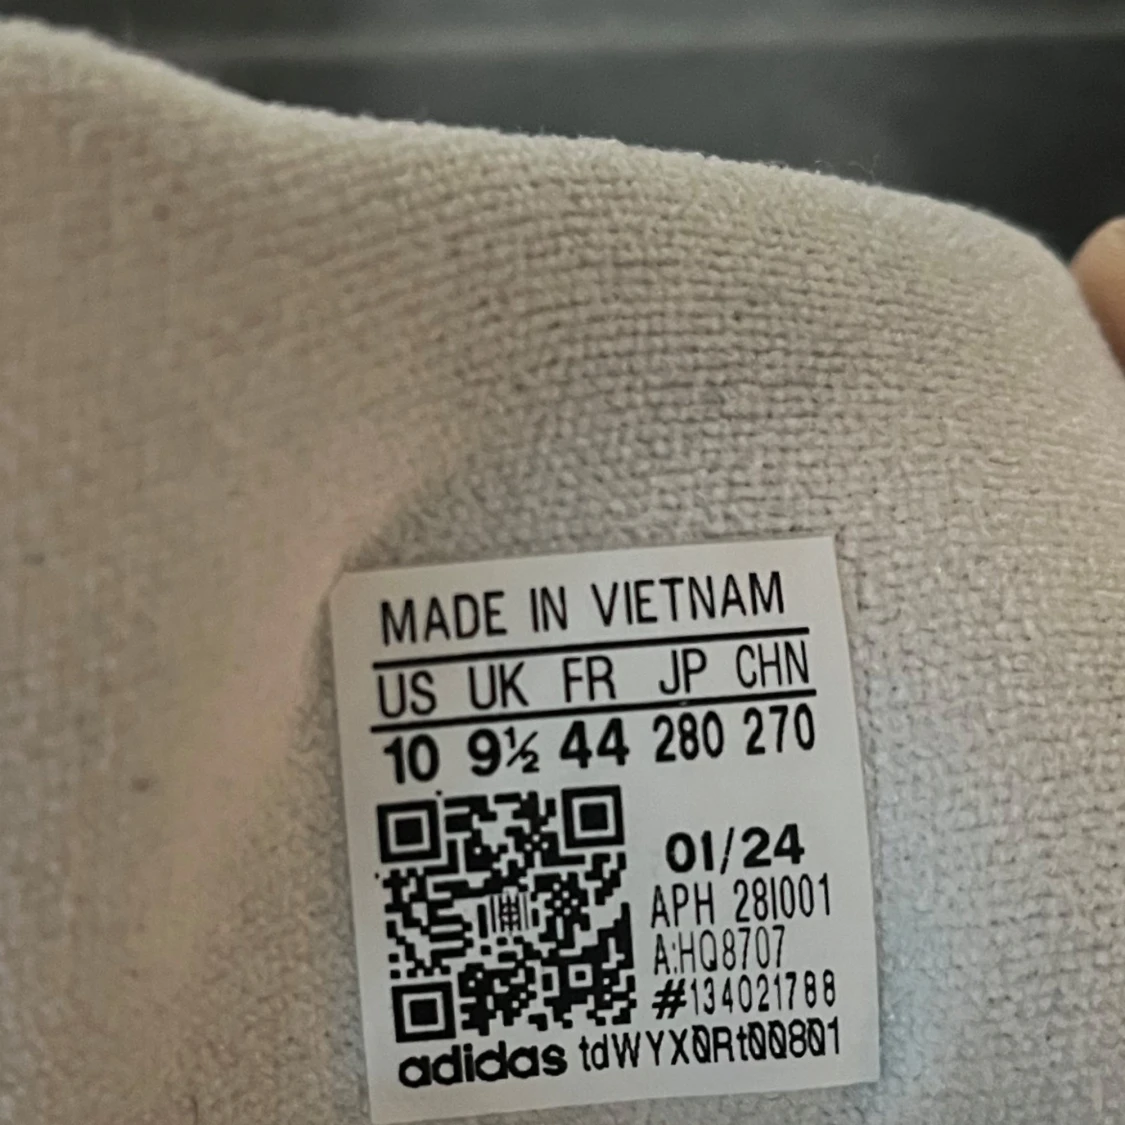 MADE IN VIETNAM
US UK FR JP CHN
10 9½ 44 280 270
01/24
APH 28I001
A:HQ8707
#134021788
adidas tdWYX0Rt00801